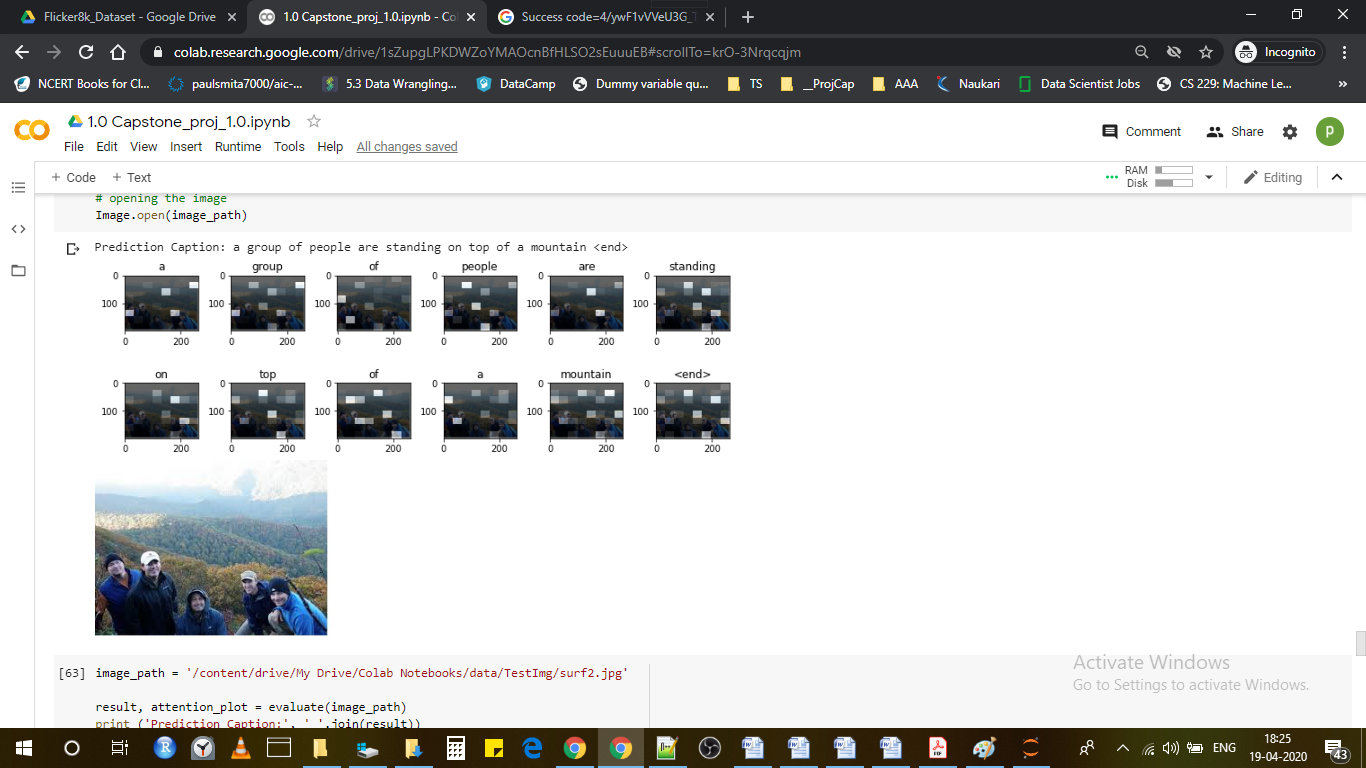 Flicker8k_Dataset - Google Drive
1.0 Capstone_proj_1.0.ipynb - Co
Success code=4/ywF1vVVeU3G_
colab.research.google.com/drive/1sZupgLPKDWZoYMAOcnBfHLSO2sEuuuEB#scrollTo=krO-3Nrqcqjm
Incognito
NCERT Books for Cl...
paulsmita7000/aic-...
5.3 Data Wrangling...
DataCamp
Dummy variable qu...
TS
__ProjCap
AAA
Naukari
Data Scientist Jobs
CS 229: Machine Le...
»
CO
1.0 Capstone_proj_1.0.ipynb
Comment
Share
p
File Edit View Insert Runtime Tools Help All changes saved
+ Code + Text
RAM
Disk
Editing
# opening the image
Image.open(image_path)
Prediction Caption: a group of people are standing on top of a mountain <end>
a group of people are standing
0 0 0 0 0 0
100 100 100 100 100 100
0 200 0 200 0 200 0 200 0 200 0 200
on top of a mountain <end>
0 0 0 0 0 0
100 100 100 100 100 100
0 200 0 200 0 200 0 200 0 200 0 200
[63] image_path = '/content/drive/My Drive/Colab Notebooks/data/TestImg/surf2.jpg'
result, attention_plot = evaluate(image_path)
print ('Prediction Caption:', ' '.join(result))
Activate Windows
Go to Settings to activate Windows.
ENG
18:25
19-04-2020
43